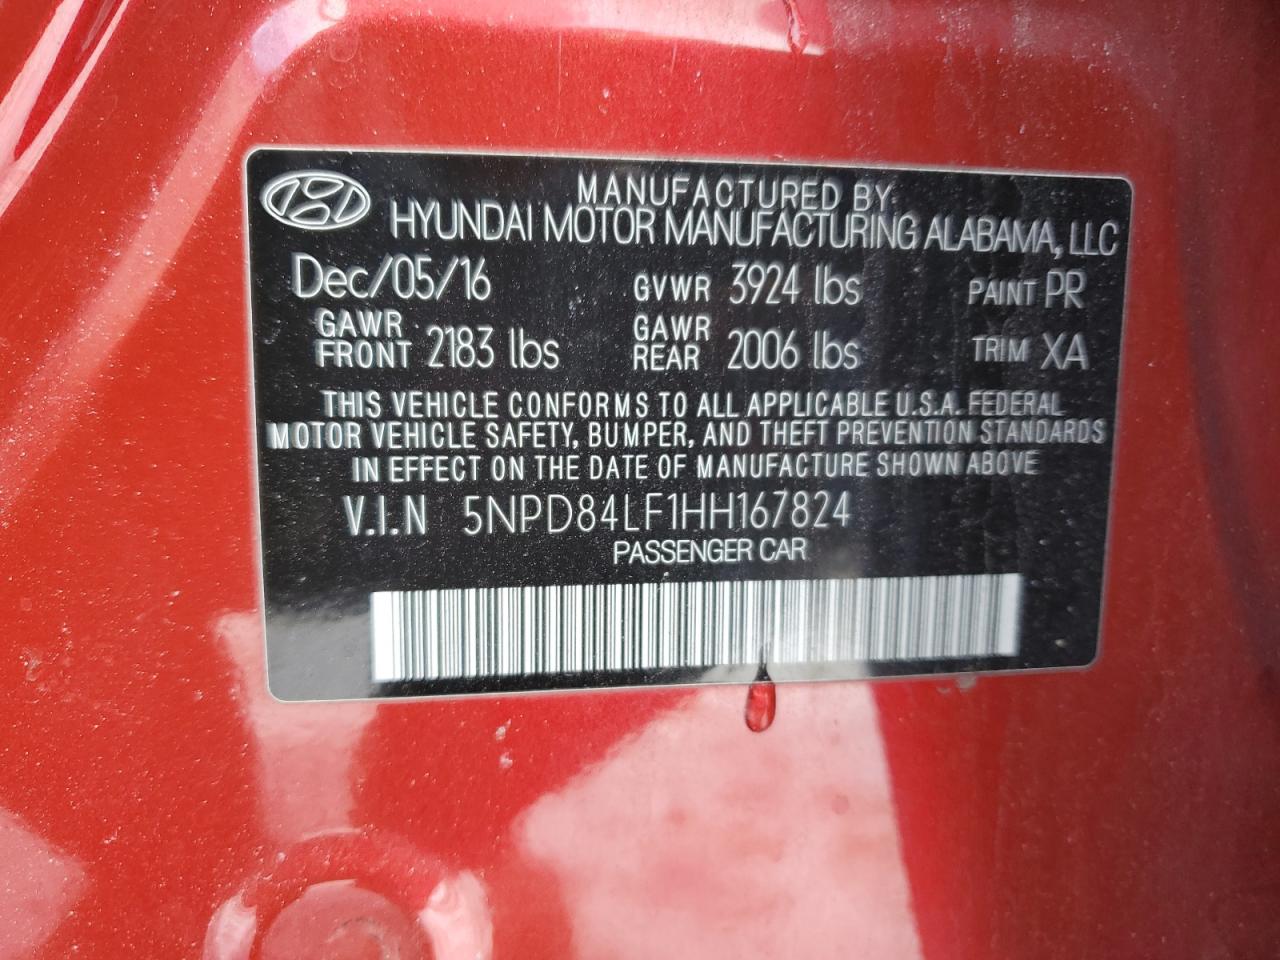 MANUFACTURED BY:
HYUNDAI MOTOR MANUFACTURING ALABAMA, LLC
Dec/05/16 GVWR 3924 lbs PAINT PR
GAWR FRONT 2183 lbs GAWR REAR 2006 lbs TRIM XA
THIS VEHICLE CONFORMS TO ALL APPLICABLE U.S.A. FEDERAL
MOTOR VEHICLE SAFETY, BUMPER, AND THEFT PREVENTION STANDARDS
IN EFFECT ON THE DATE OF MANUFACTURE SHOWN ABOVE
V.I.N 5NPD84LF1HH167824
PASSENGER CAR